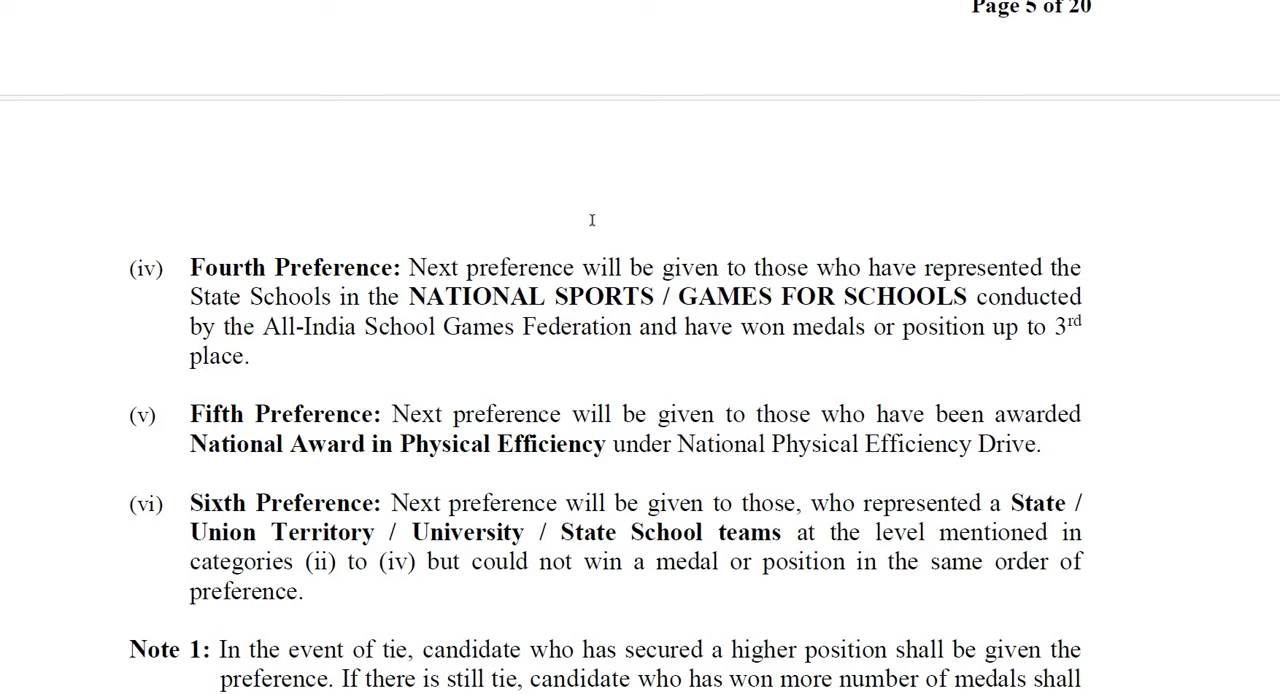 Page 5 of 20
(iv) Fourth Preference: Next preference will be given to those who have represented the
State Schools in the NATIONAL SPORTS / GAMES FOR SCHOOLS conducted
by the All-India School Games Federation and have won medals or position up to 3rd
place.
(v) Fifth Preference: Next preference will be given to those who have been awarded
National Award in Physical Efficiency under National Physical Efficiency Drive.
(vi) Sixth Preference: Next preference will be given to those, who represented a State /
Union Territory / University / State School teams at the level mentioned in
categories (ii) to (iv) but could not win a medal or position in the same order of
preference.
Note 1: In the event of tie, candidate who has secured a higher position shall be given the
preference. If there is still tie, candidate who has won more number of medals shall